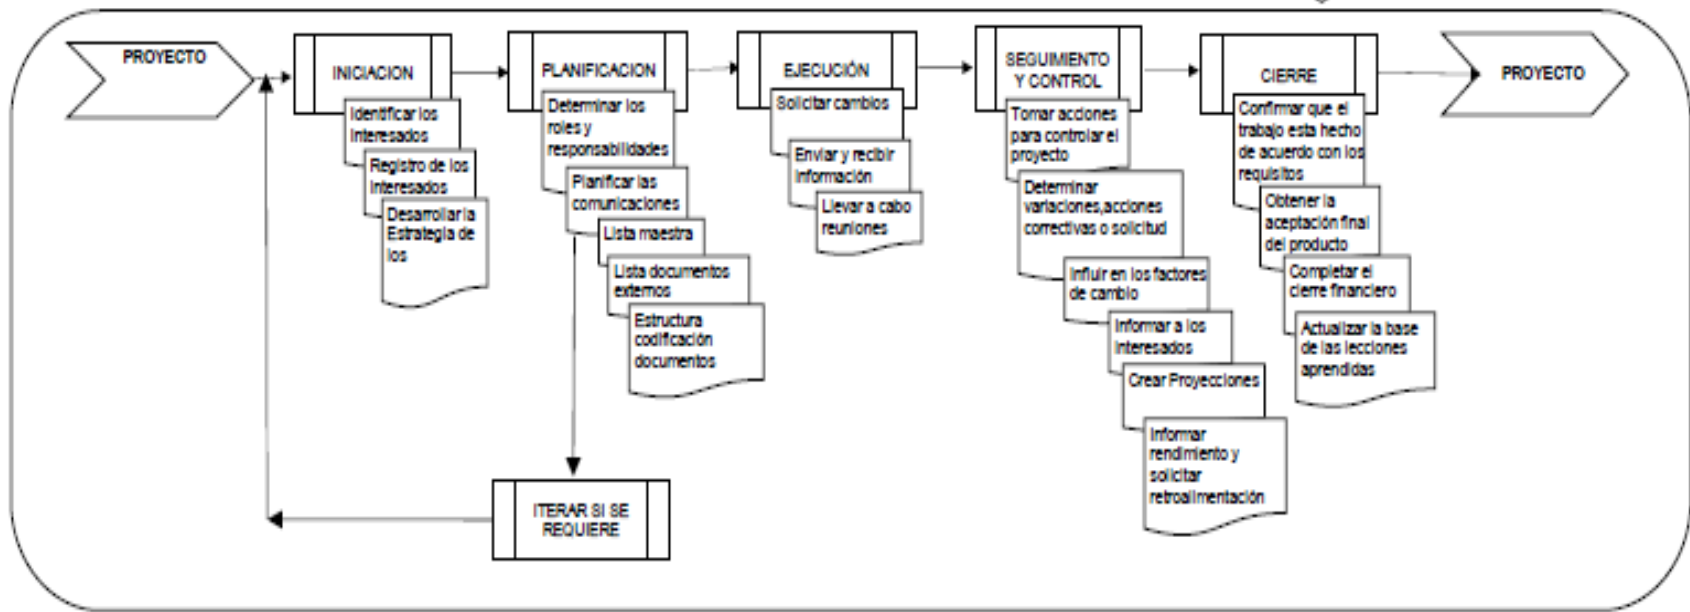 PROYECTO
INICIACION
Identificar los
Interesados
Registro de los
Interesados
Desarrollar la
Estrategia de
los
PLANIFICACION
Determinar los
roles y
responsabilidades
Planificar las
comunicaciones
Lista maestra
Lista documentos
externos
Estructura
codificación
documentos
EJECUCIÓN
Solicitar cambios
Enviar y recibir
información
Llevar a cabo
reuniones
SEGUIMIENTO
Y CONTROL
Tomar acciones
para controlar el
proyecto
Determinar
variaciones,acciones
correctivas o solicitud
Influir en los factores
de cambio
Informar a los
Interesados
Crear Proyecciones
Informar
rendimiento y
solicitar
retroalimentación
CIERRE
Confirmar que el
trabajo esta hecho
de acuerdo con los
requisitos
Obtener la
aceptación final
del producto
Completar el
cierre financiero
Actualizar la base
de las lecciones
aprendidas
PROYECTO
ITERAR SI SE
REQUIERE